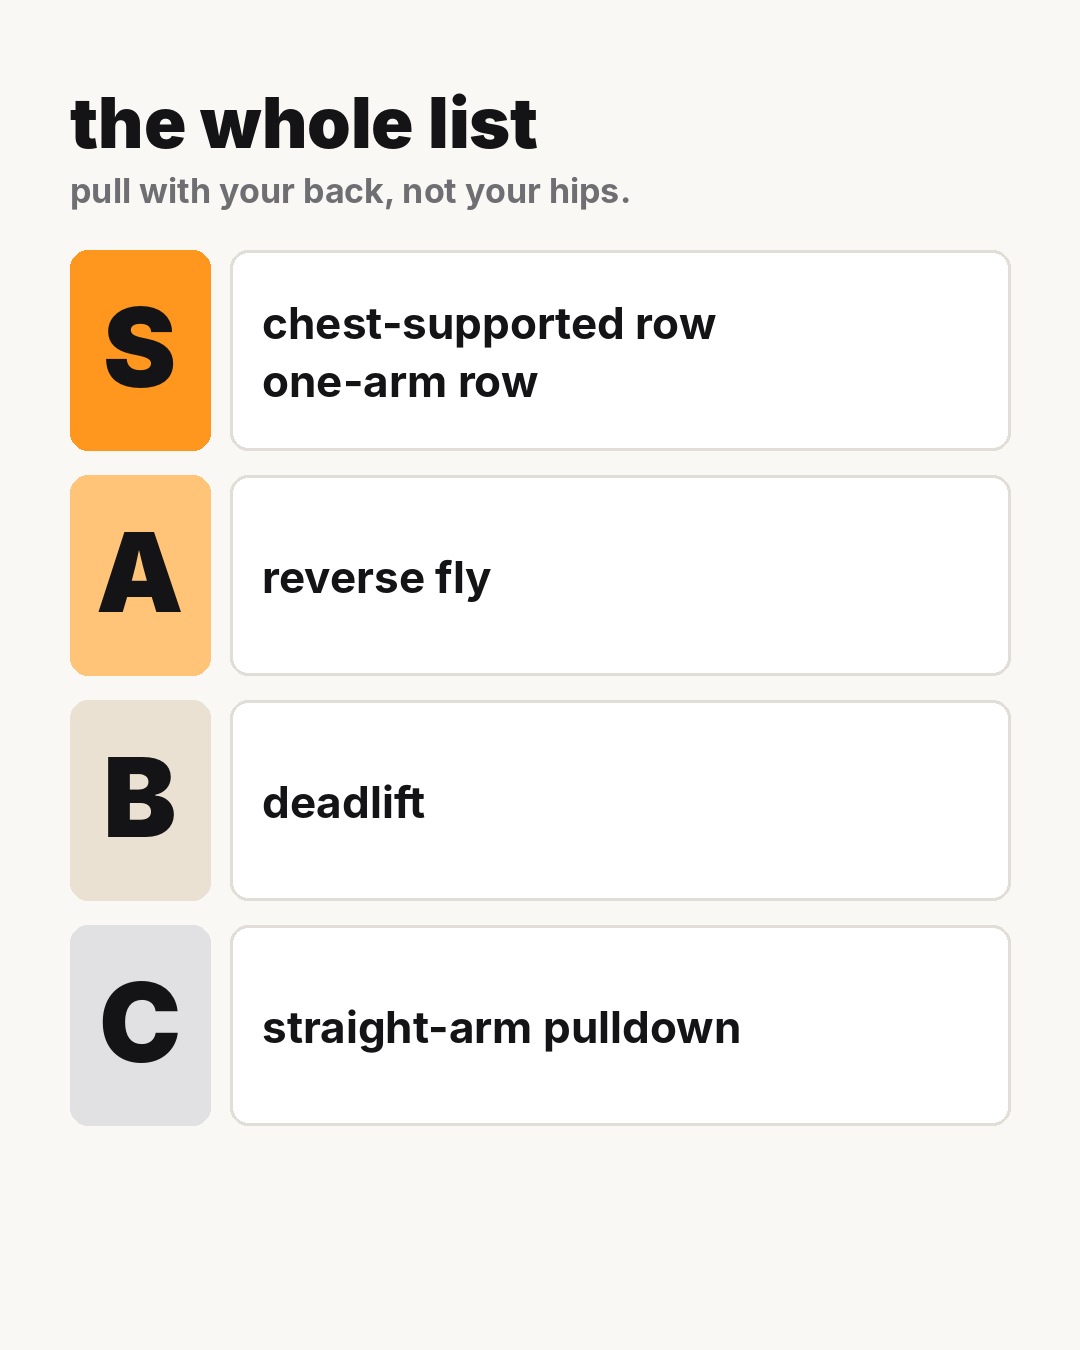 the whole list
pull with your back, not your hips.
S
chest-supported row
one-arm row
A
reverse fly
B
deadlift
C
straight-arm pulldown